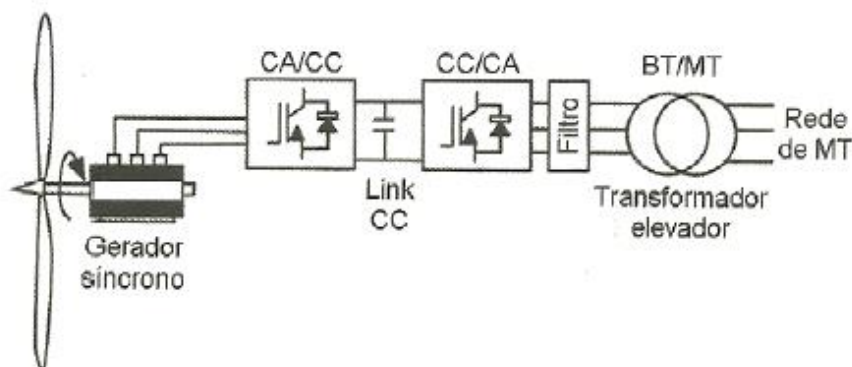 CA/CC
CC/CA
BT/MT
Filtro
Rede
de MT
Link
CC
Transformador
elevador
Gerador
síncrono